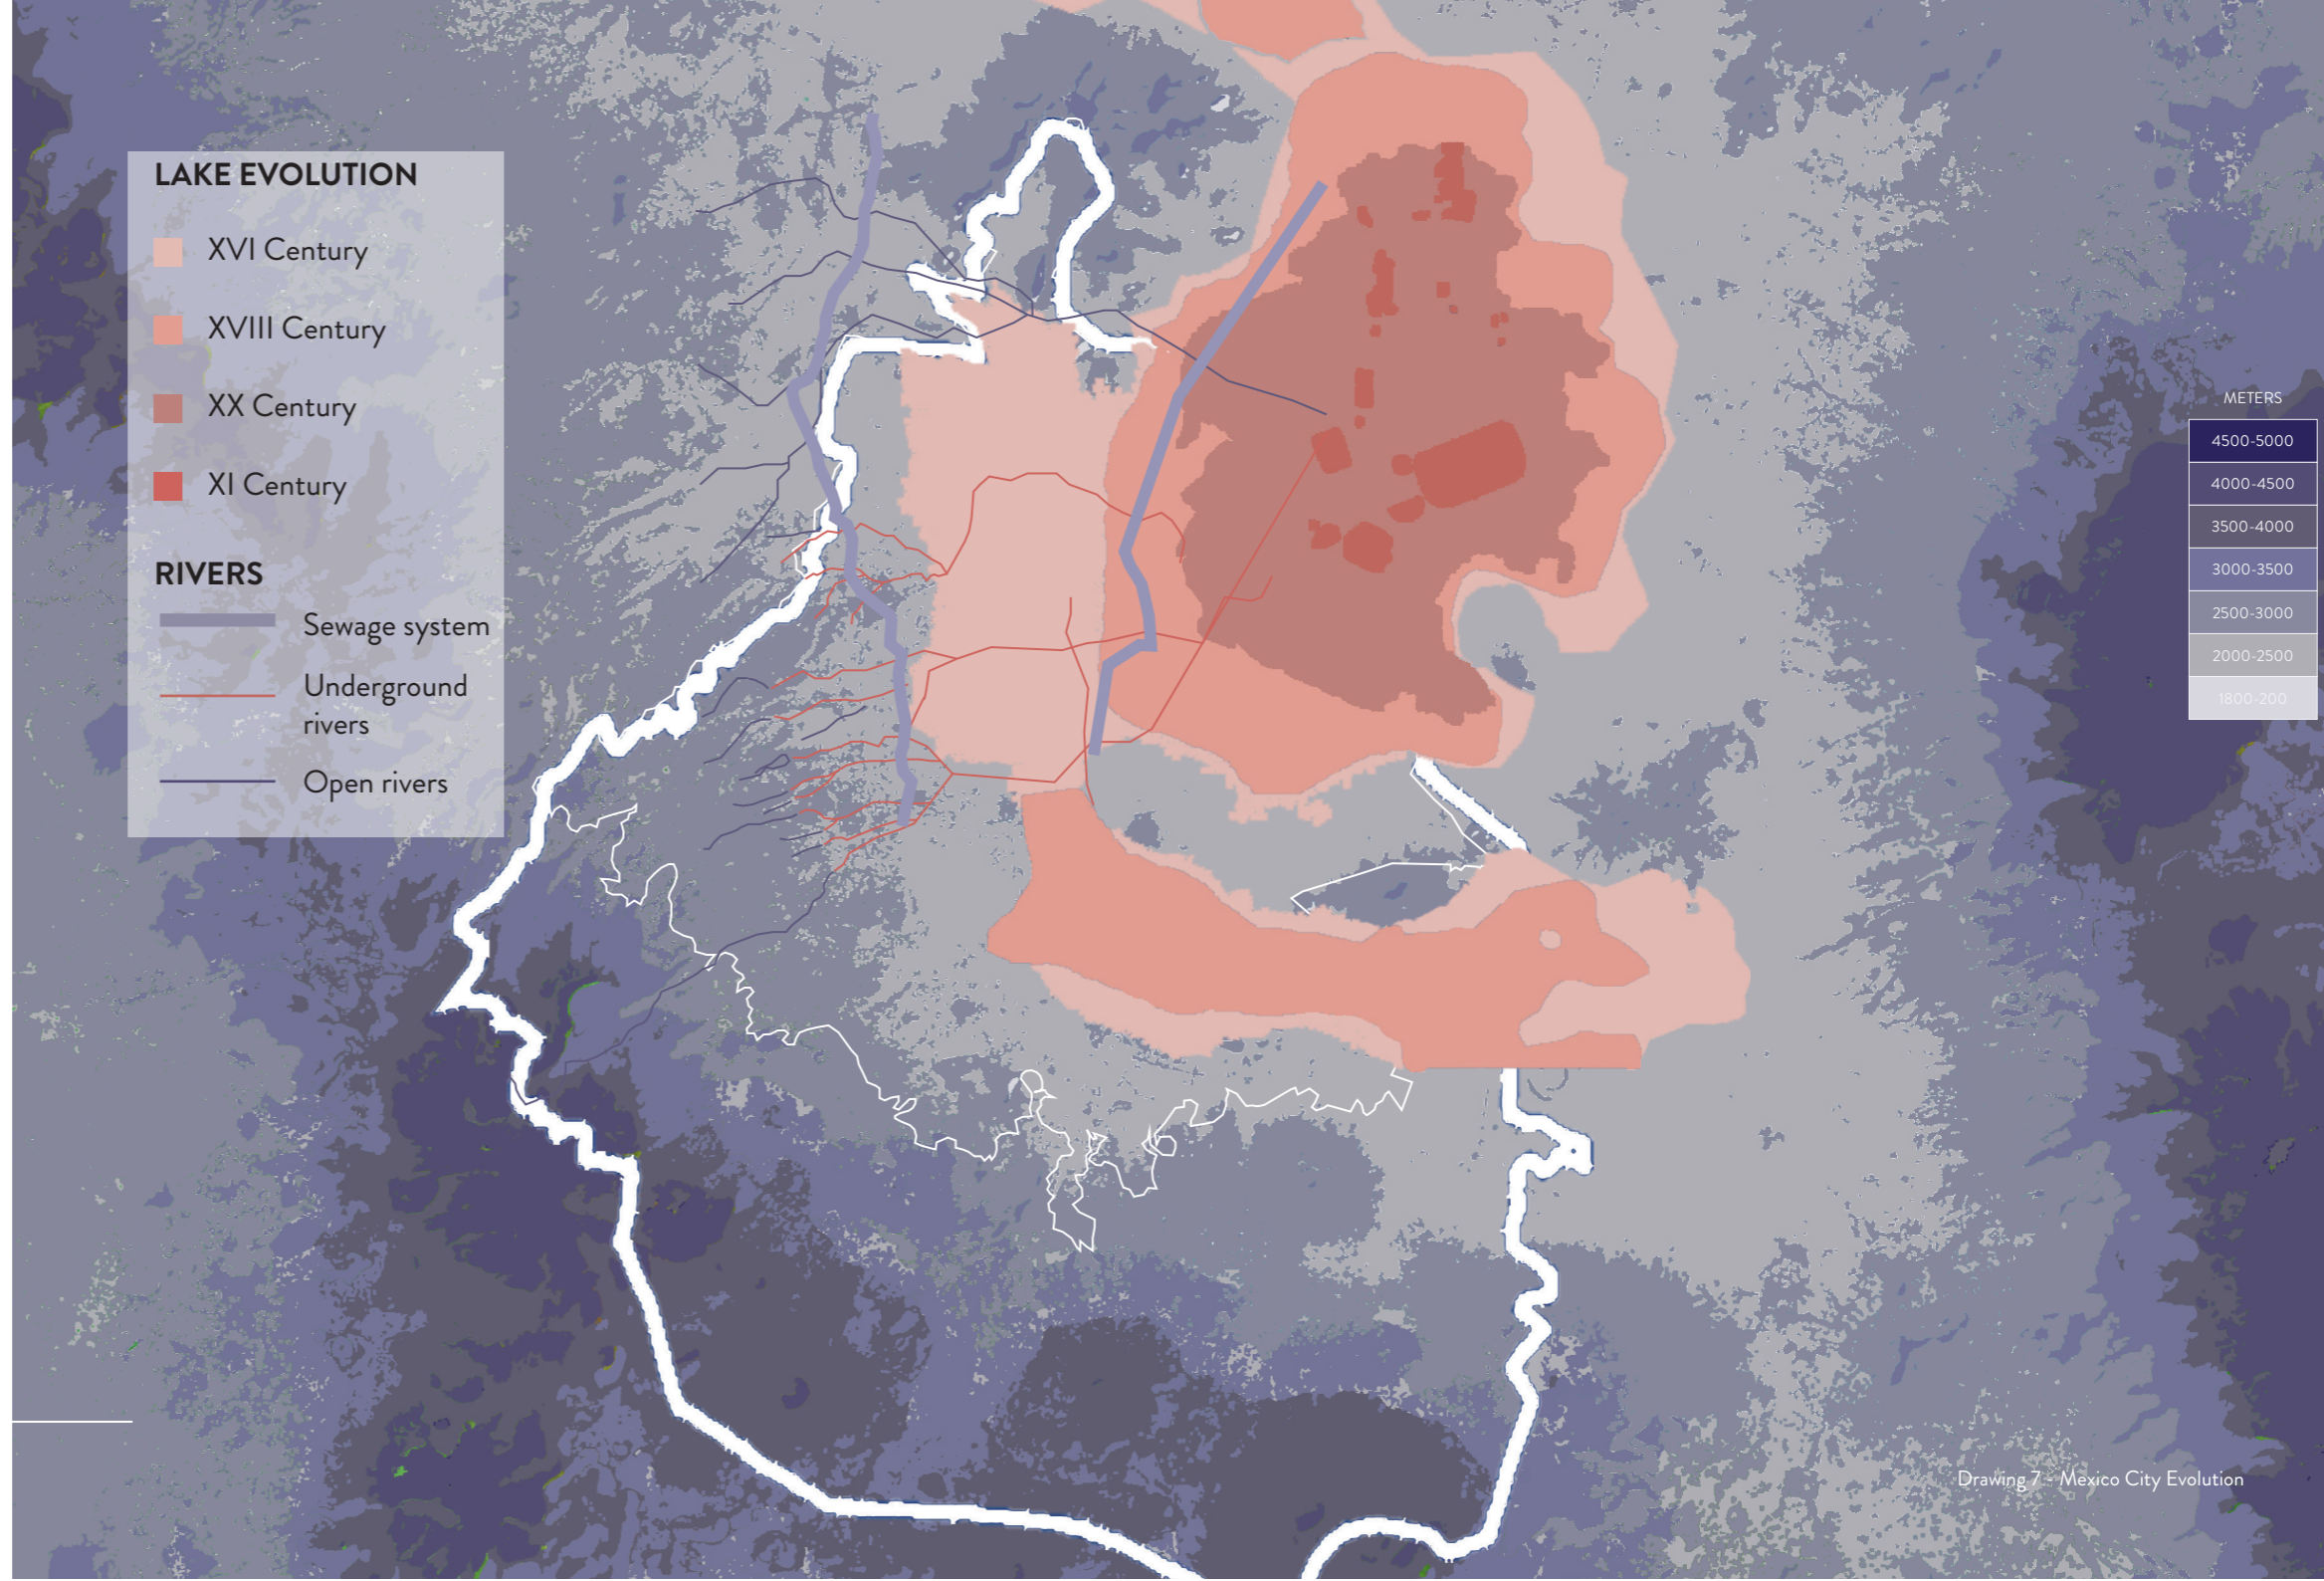 LAKE EVOLUTION
XVI Century
XVIII Century
XX Century
XI Century
RIVERS
Sewage system
Underground
rivers
Open rivers
METERS
4500-5000
4000-4500
3500-4000
3000-3500
2500-3000
2000-2500
1800-200
Drawing 7 - Mexico City Evolution